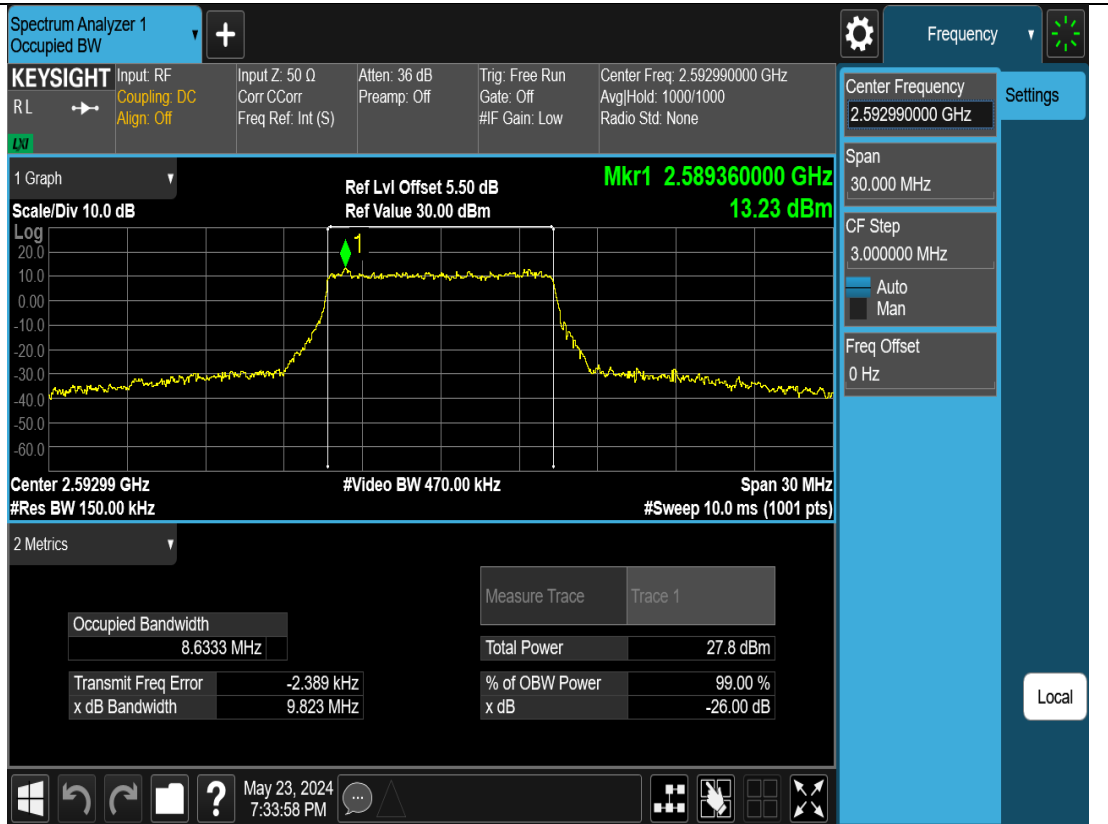 Spectrum Analyzer 1
Occupied BW
+
Frequency
KEYSIGHT
RL
LXI
Input: RF
Coupling: DC
Align: Off
Input Z: 50 Ω
Corr CCorr
Freq Ref: Int (S)
Atten: 36 dB
Preamp: Off
Trig: Free Run
Gate: Off
#IF Gain: Low
Center Freq: 2.592990000 GHz
Avg|Hold: 1000/1000
Radio Std: None
1 Graph
Scale/Div 10.0 dB
Ref Lvl Offset 5.50 dB
Ref Value 30.00 dBm
Mkr1 2.589360000 GHz
13.23 dBm
Log
20.0
10.0
0.00
-10.0
-20.0
-30.0
-40.0
-50.0
-60.0
1
Center 2.59299 GHz
#Video BW 470.00 kHz
Span 30 MHz
#Res BW 150.00 kHz
#Sweep 10.0 ms (1001 pts)
2 Metrics
Measure Trace
Trace 1
Occupied Bandwidth
8.6333 MHz
Total Power
27.8 dBm
Transmit Freq Error
-2.389 kHz
% of OBW Power
99.00 %
x dB Bandwidth
9.823 MHz
x dB
-26.00 dB
Center Frequency
2.592990000 GHz
Settings
Span
30.000 MHz
CF Step
3.000000 MHz
Auto
Man
Freq Offset
0 Hz
Local
?
May 23, 2024
7:33:58 PM